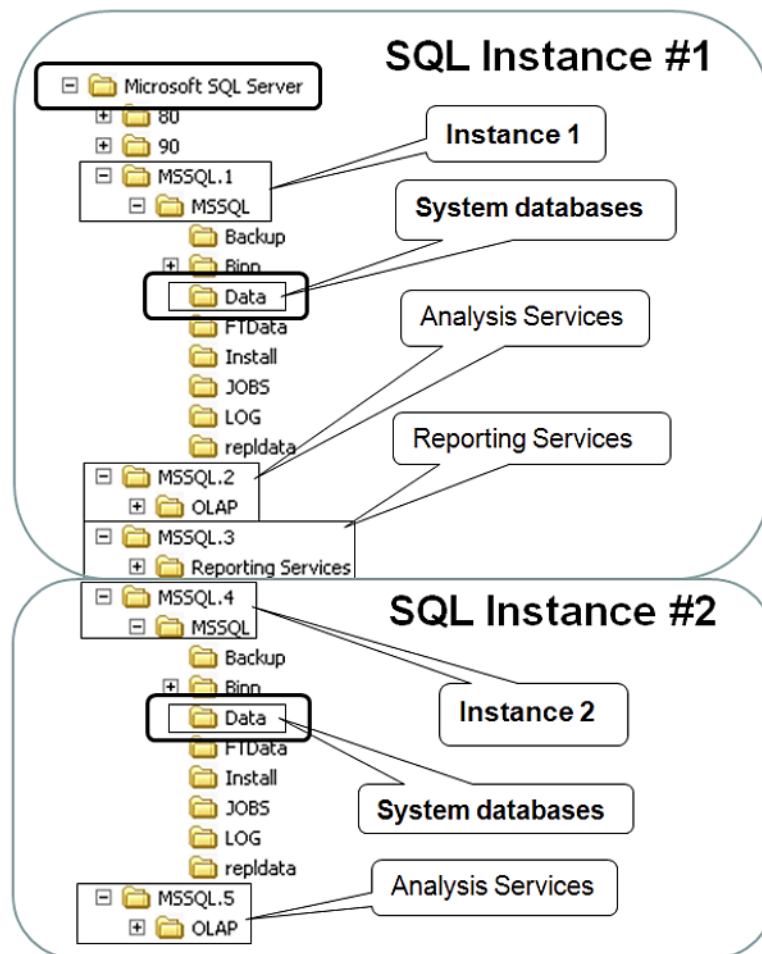 SQL Instance #1
Microsoft SQL Server
80
90
Instance 1
MSSQL.1
MSSQL
System databases
Backup
Binn
Data
Analysis Services
FTData
Install
JOBS
LOG
Reporting Services
repldata
MSSQL.2
OLAP
MSSQL.3
Reporting Services
MSSQL.4
SQL Instance #2
MSSQL
Backup
Binn
Instance 2
Data
FTData
Install
JOBS
System databases
LOG
repldata
Analysis Services
MSSQL.5
OLAP